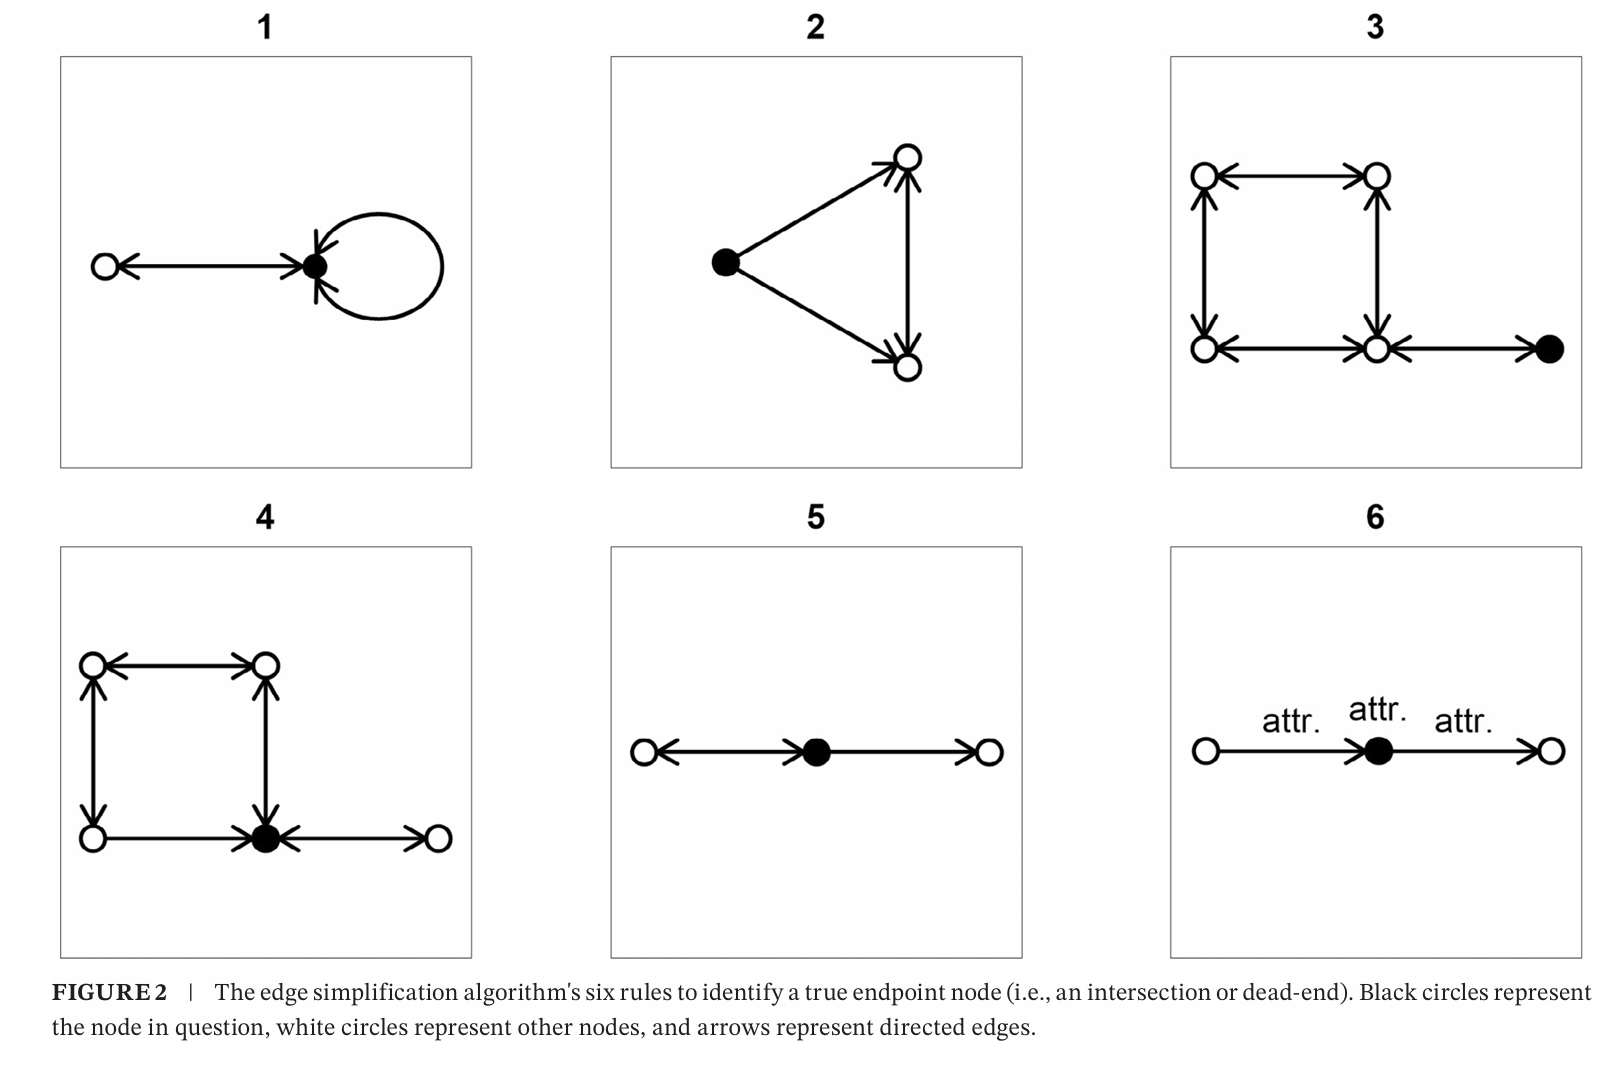 1
2
3
4
5
6
attr.
attr.
attr.
FIGURE 2 | The edge simplification algorithm's six rules to identify a true endpoint node (i.e., an intersection or dead-end). Black circles represent
the node in question, white circles represent other nodes, and arrows represent directed edges.